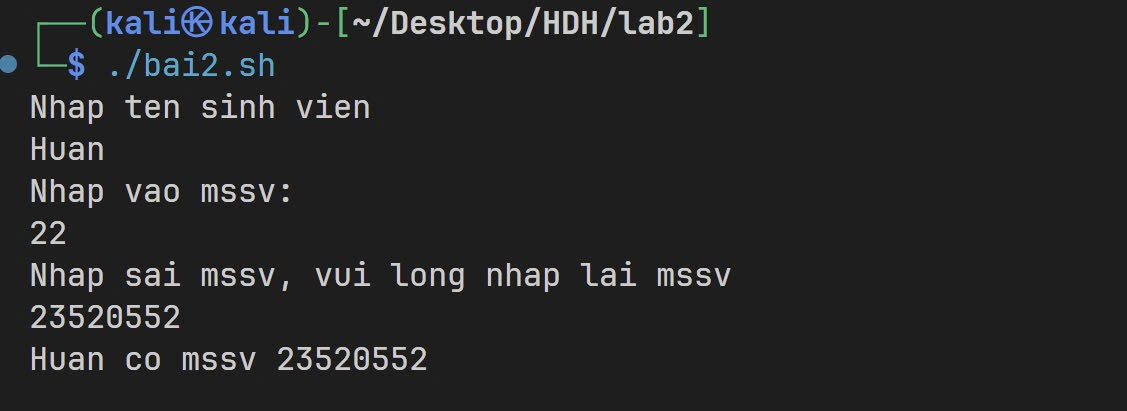 ┌──(kali㉿kali)-[~/Desktop/HDH/lab2]
└─$ ./bai2.sh
Nhap ten sinh vien
Huan
Nhap vao mssv:
22
Nhap sai mssv, vui long nhap lai mssv
23520552
Huan co mssv 23520552